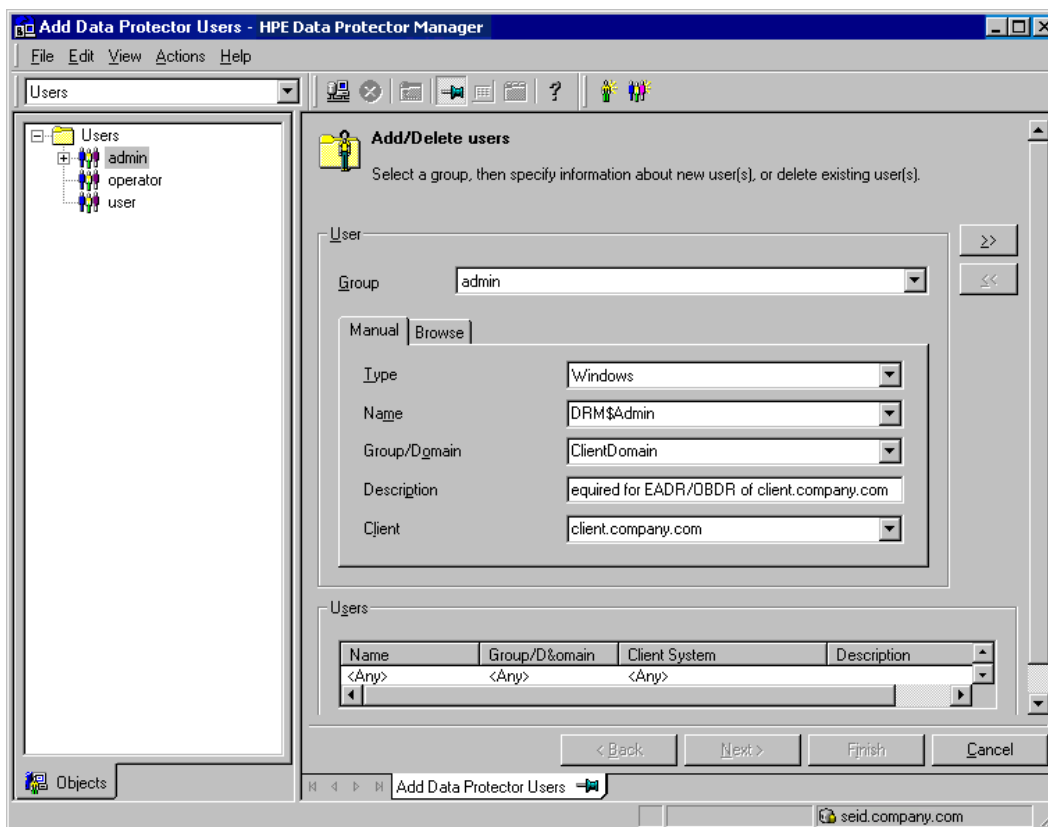 Add Data Protector Users - HPE Data Protector Manager
File Edit View Actions Help
Users
Users
admin
operator
user
Objects
Add/Delete users
Select a group, then specify information about new user(s), or delete existing user(s).
User
>>
<<
Group admin
Manual Browse
Type Windows
Name DRM$Admin
Group/Domain ClientDomain
Description equired for EADR/OBDR of client.company.com
Client client.company.com
Users
Name Group/D&omain Client System Description
<Any> <Any> <Any>
< Back Next > Finish Cancel
Add Data Protector Users
seid.company.com